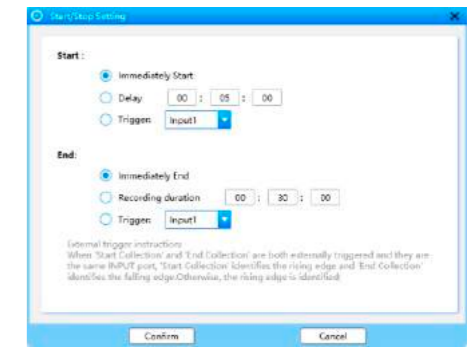 Start/Stop Setting
Start :
Immediately Start
Delay 00 : 05 : 00
Trigger: Input1
End:
Immediately End
Recording duration 00 : 30 : 00
Trigger: Input1
External trigger instruction:
When 'Start Collection' and 'End Collection' are both externally triggered and they are
the same INPUT port, 'Start Collection' identifies the rising edge and 'End Collection'
identifies the falling edge.Otherwise, the rising edge is identified
Confirm Cancel